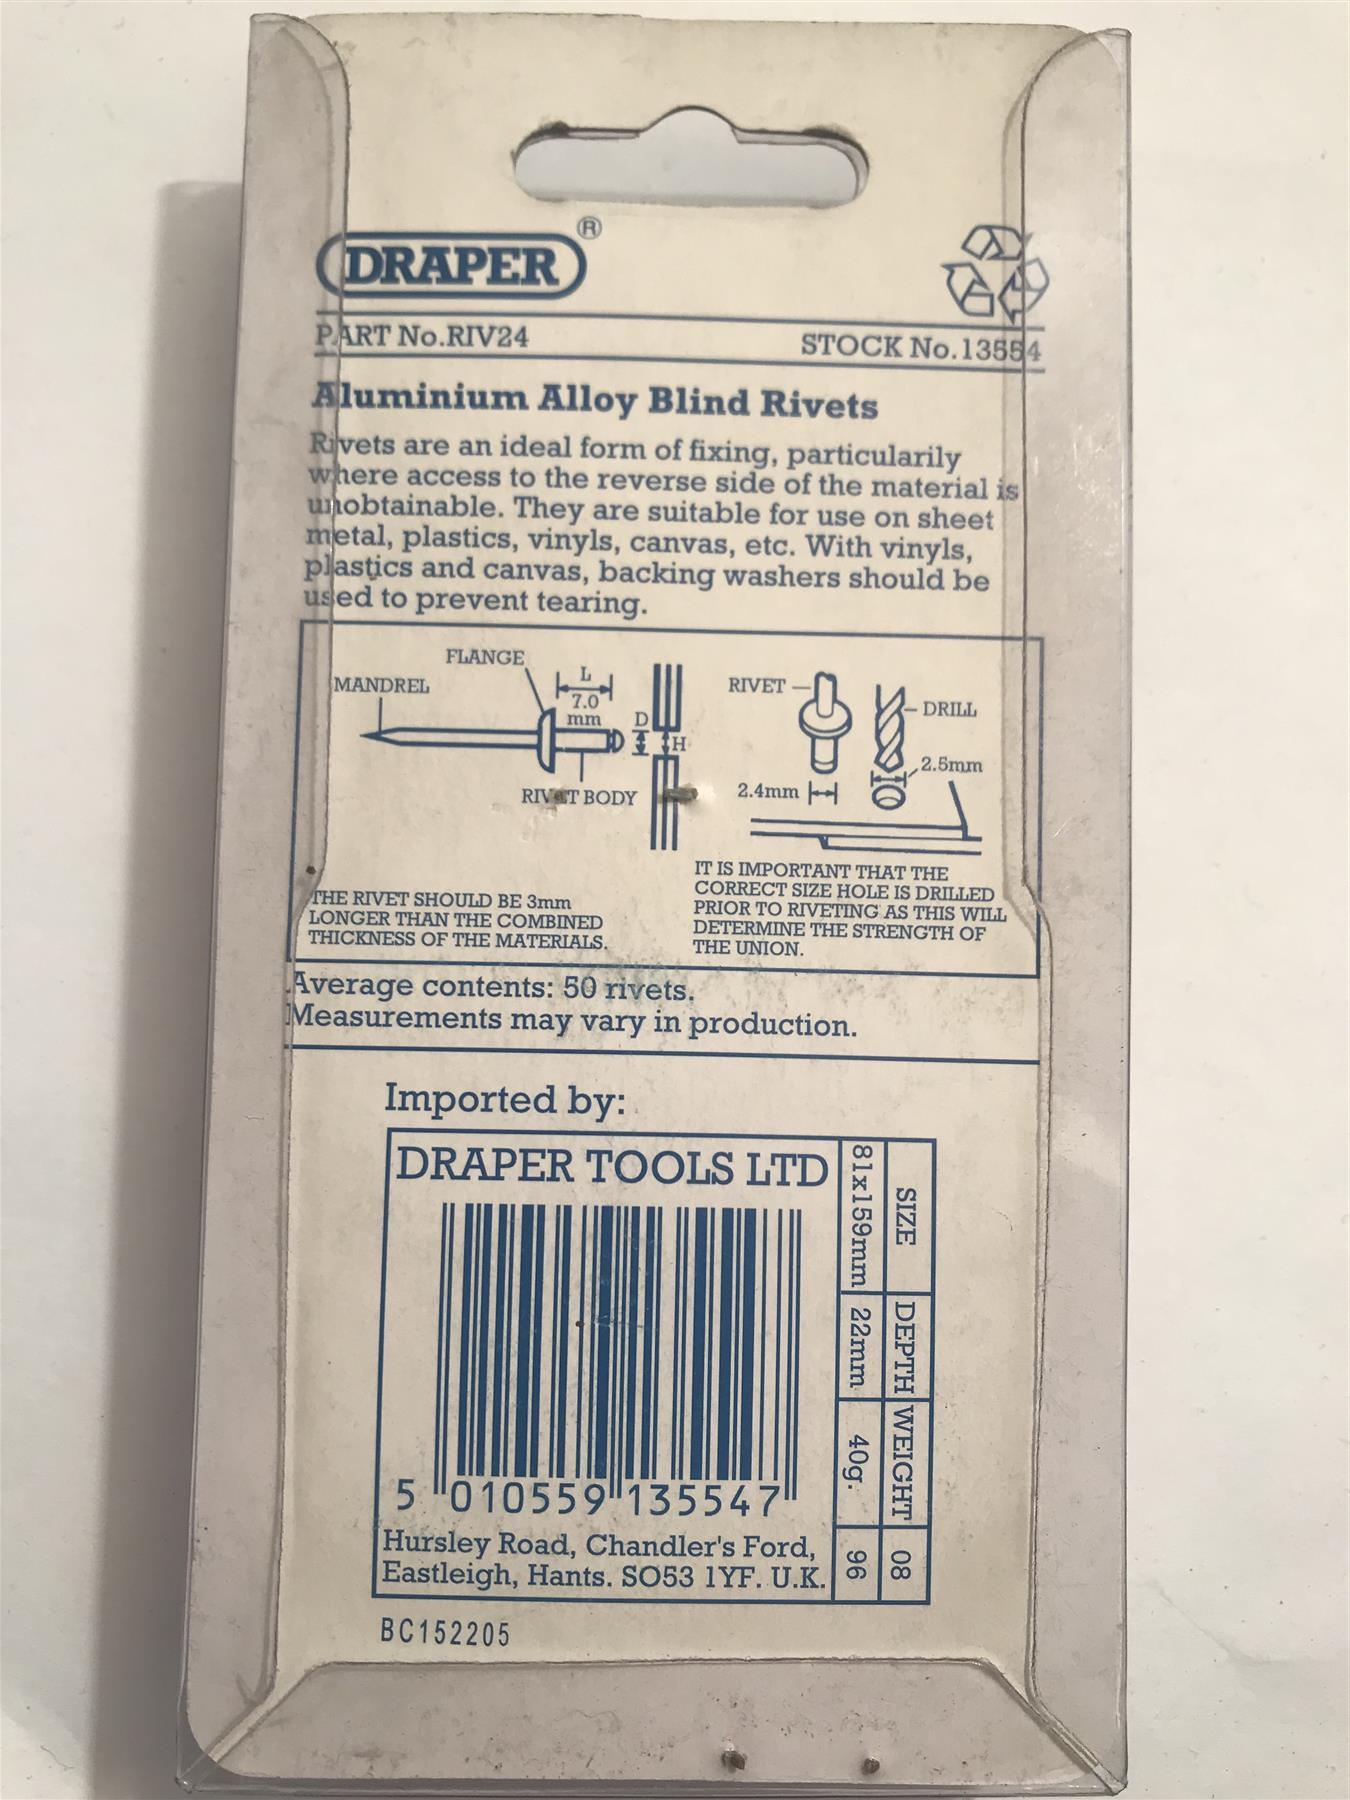 DRAPER®
PART No.RIV24 STOCK No.13554
Aluminium Alloy Blind Rivets
Rivets are an ideal form of fixing, particularily
where access to the reverse side of the material is
unobtainable. They are suitable for use on sheet
metal, plastics, vinyls, canvas, etc. With vinyls,
plastics and canvas, backing washers should be
used to prevent tearing.
FLANGE
MANDREL
L
7.0
mm
D
H
RIVET BODY
RIVET
DRILL
2.5mm
2.4mm
THE RIVET SHOULD BE 3mm
LONGER THAN THE COMBINED
THICKNESS OF THE MATERIALS.
IT IS IMPORTANT THAT THE
CORRECT SIZE HOLE IS DRILLED
PRIOR TO RIVETING AS THIS WILL
DETERMINE THE STRENGTH OF
THE UNION.
Average contents: 50 rivets.
Measurements may vary in production.
Imported by:
DRAPER TOOLS LTD
5 010559 135547
Hursley Road, Chandler's Ford,
Eastleigh, Hants. SO53 1YF. U.K.
SIZE DEPTH WEIGHT 08
81x159mm 22mm 40g. 96
BC152205